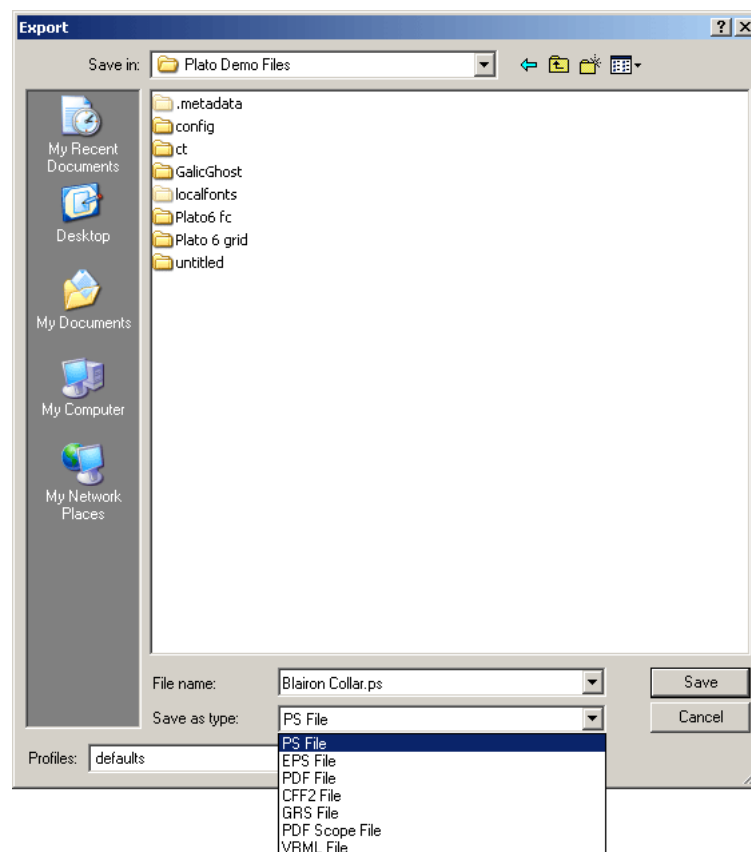 Export
Save in: Plato Demo Files
My Recent Documents
Desktop
My Documents
My Computer
My Network Places
.metadata
config
ct
GalicGhost
localfonts
Plato6 fc
Plato 6 grid
untitled
File name: Blairon Collar.ps
Save
Save as type: PS File
Cancel
Profiles: defaults
PS File
EPS File
PDF File
CFF2 File
GRS File
PDF Scope File
VRML File